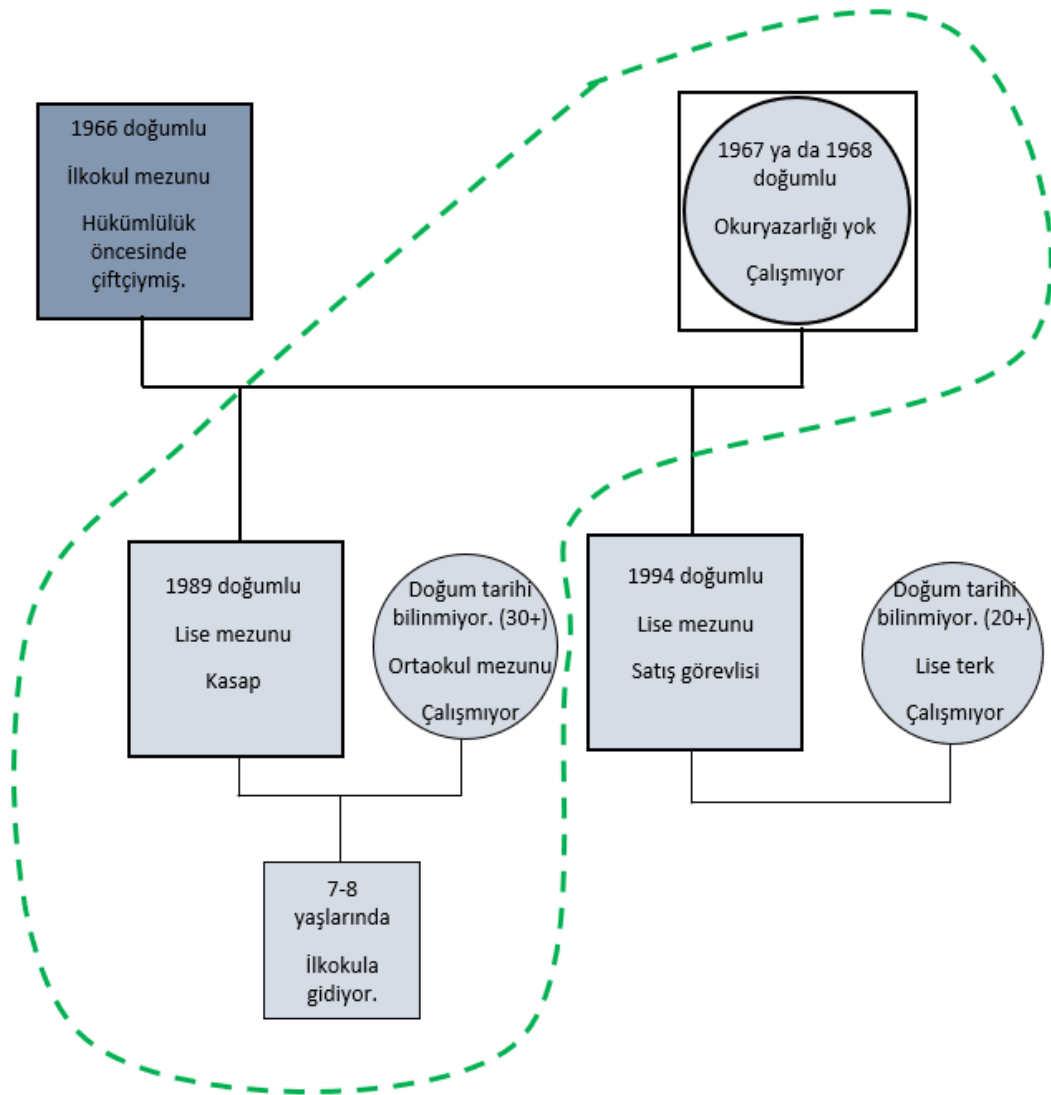 1966 doğumlu
İlkokul mezunu
Hükümlülük
öncesinde
çiftçiymiş.
1967 ya da 1968
doğumlu
Okuryazarlığı yok
Çalışmıyor
1989 doğumlu
Lise mezunu
Kasap
Doğum tarihi
bilinmiyor. (30+)
Ortaokul mezunu
Çalışmıyor
1994 doğumlu
Lise mezunu
Satış görevlisi
Doğum tarihi
bilinmiyor. (20+)
Lise terk
Çalışmıyor
7-8
yaşlarında
İlkokula
gidiyor.